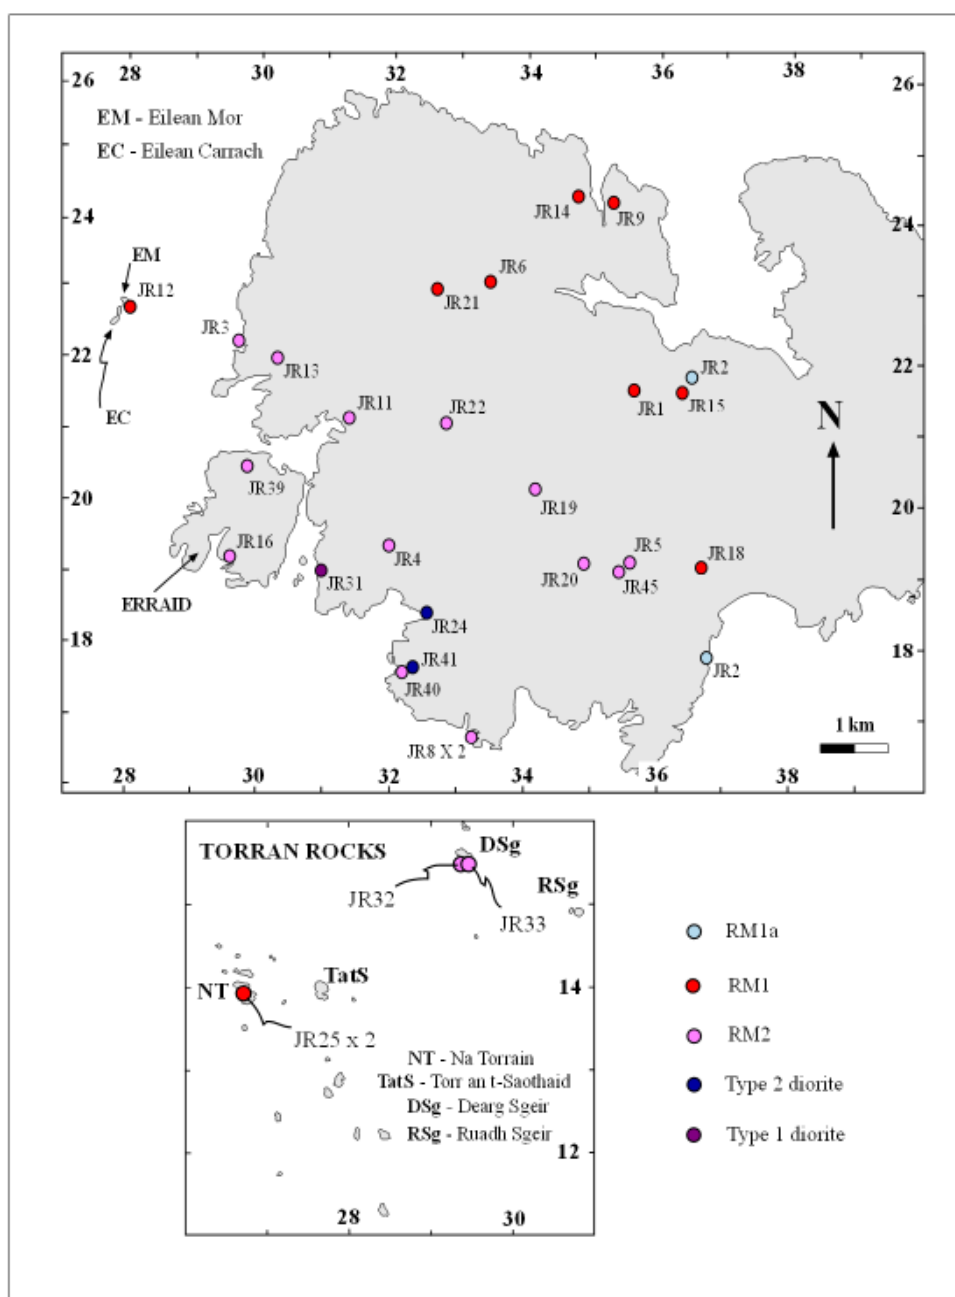 28 30 32 34 36 38
26 26
EM - Eilean Mor
EC - Eilean Carrach
JR14 JR9
24 24
EM
JR12
JR6
JR21
JR3
22 JR13 JR2 22
JR1 JR15
EC
JR11 JR22
N
JR39
20 JR19 20
JR16 JR4 JR5 JR18
JR20 JR45
JR31
ERRAID
JR24
18 18
JR41 JR2
JR40
1 km
JR8 X 2
28 30 32 34 36 38
TORRAN ROCKS
DSg
RSg
JR32
JR33
RM1a
TatS
NT 14
RM1
JR25 x 2
RM2
NT - Na Torrain
TatS - Torr an t-Saothaid
Type 2 diorite
DSg - Dearg Sgeir
RSg - Ruadh Sgeir
Type 1 diorite
12
28 30